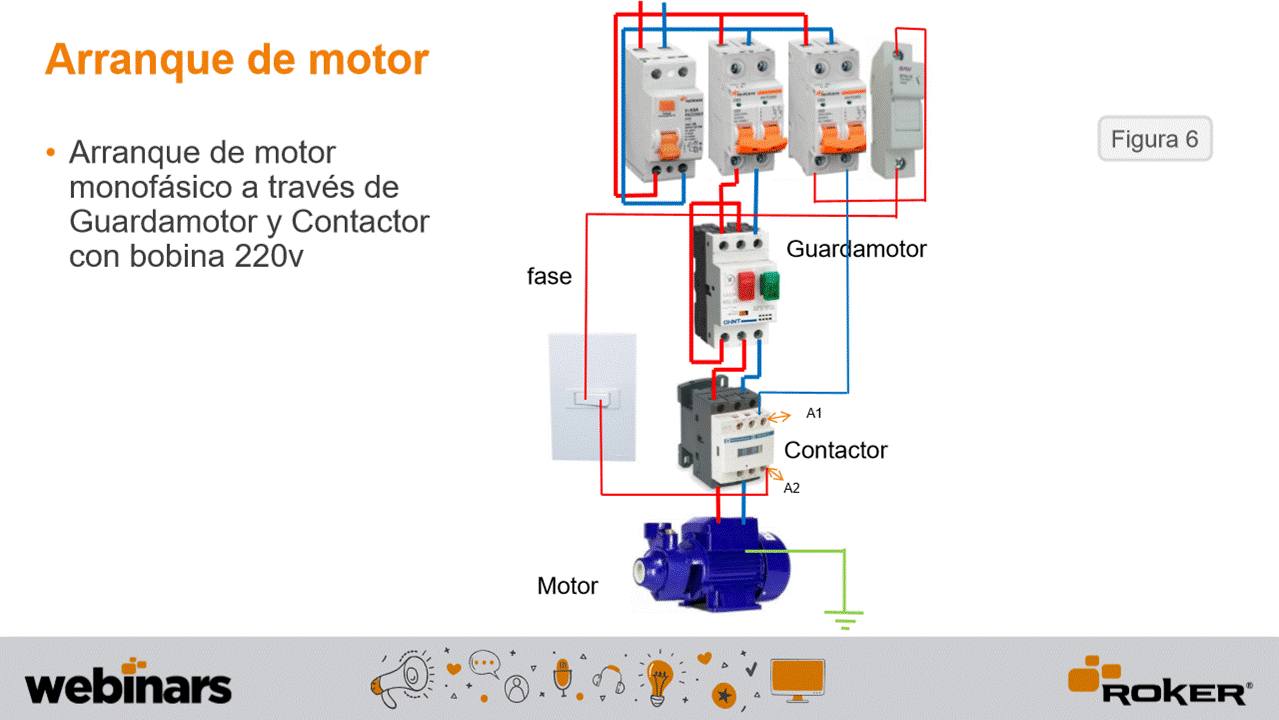 Arranque de motor
• Arranque de motor
monofásico a través de
Guardamotor y Contactor
con bobina 220v
Figura 6
Guardamotor
fase
CHNT
A1
Contactor
A2
Motor
webinars
ROKER®